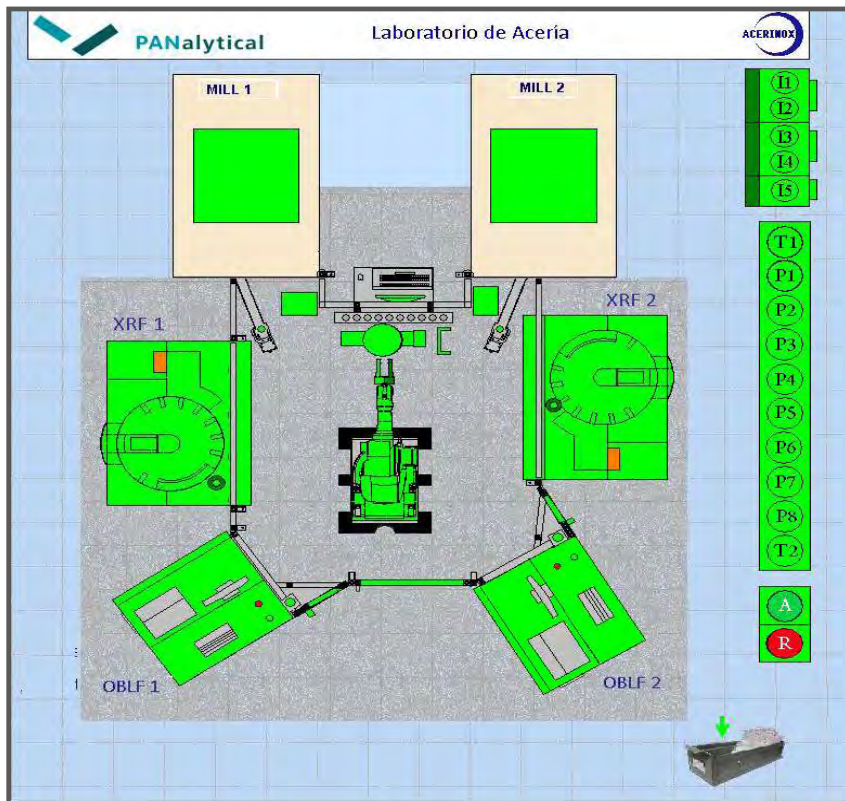 PANalytical
Laboratorio de Acería
ACERINOX
MILL 1
MILL 2
I1
I2
I3
I4
I5
T1
P1
P2
P3
P4
P5
P6
P7
P8
T2
XRF 1
XRF 2
OBLF 1
OBLF 2
A
R